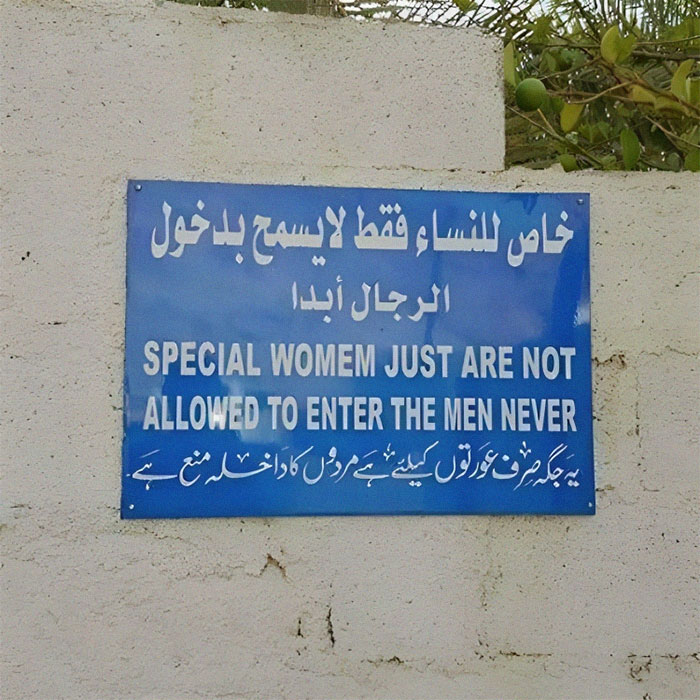 خاص للنساء فقط لايسمح بدخول
الرجال أبدا
SPECIAL WOMEM JUST ARE NOT
ALLOWED TO ENTER THE MEN NEVER
یہ جگہ صرف عورتوں کیلئے ہے مردوں کا داخلہ منع ہے